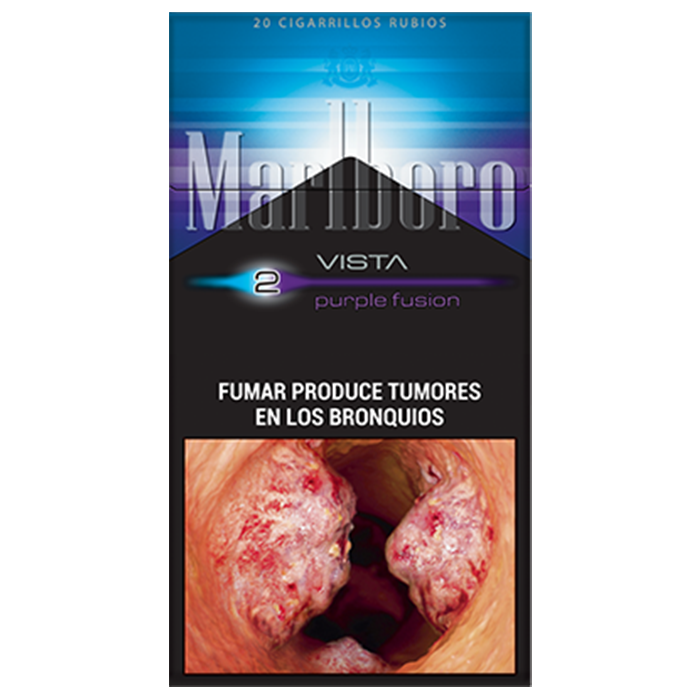 20 CIGARRILLOS RUBIOS
Marlboro
2 VISTA
purple fusion
FUMAR PRODUCE TUMORES
EN LOS BRONQUIOS